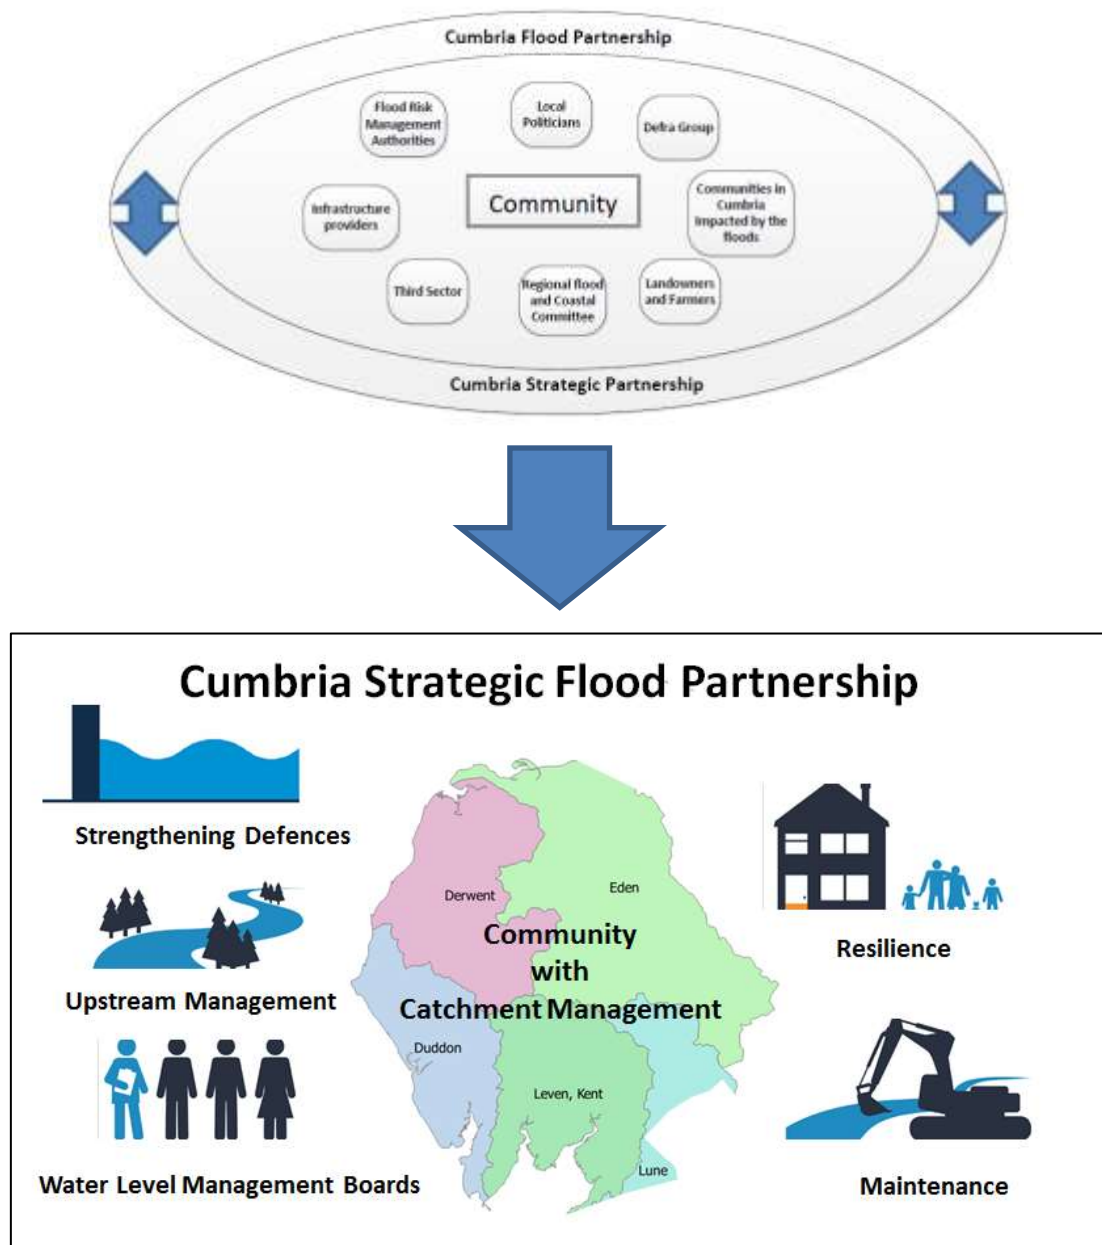 Cumbria Flood Partnership
Flood Risk
Management
Authorities
Local
Politicians
Defra Group
Infrastructure
providers
Community
Communities in
Cumbria
Impacted by the
floods
Third Sector
Regional flood
and Coastal
Committee
Landowners
and Farmers
Cumbria Strategic Partnership
Cumbria Strategic Flood Partnership
Strengthening Defences
Upstream Management
Water Level Management Boards
Derwent
Eden
Community
with
Catchment Management
Duddon
Leven, Kent
Lune
Resilience
Maintenance